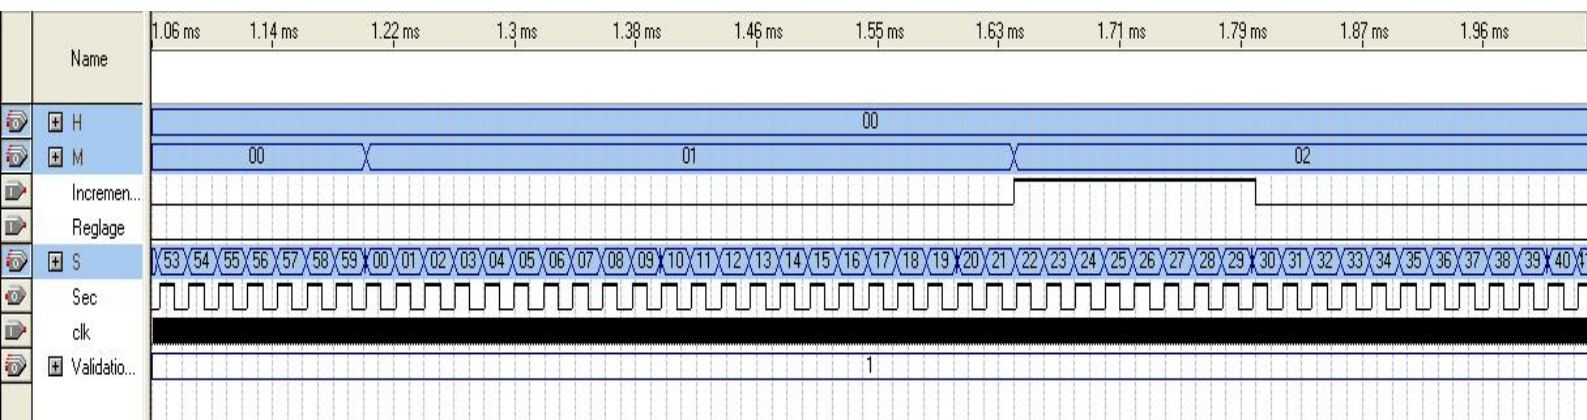 Name 1.06 ms 1.14 ms 1.22 ms 1.3 ms 1.38 ms 1.46 ms 1.55 ms 1.63 ms 1.71 ms 1.79 ms 1.87 ms 1.96 ms
H 00
M 00 01 02
Incremen...
Reglage
S 53 54 55 56 57 58 59 00 01 02 03 04 05 06 07 08 09 10 11 12 13 14 15 16 17 18 19 20 21 22 23 24 25 26 27 28 29 30 31 32 33 34 35 36 37 38 39 40
Sec
clk
Validatio... 1